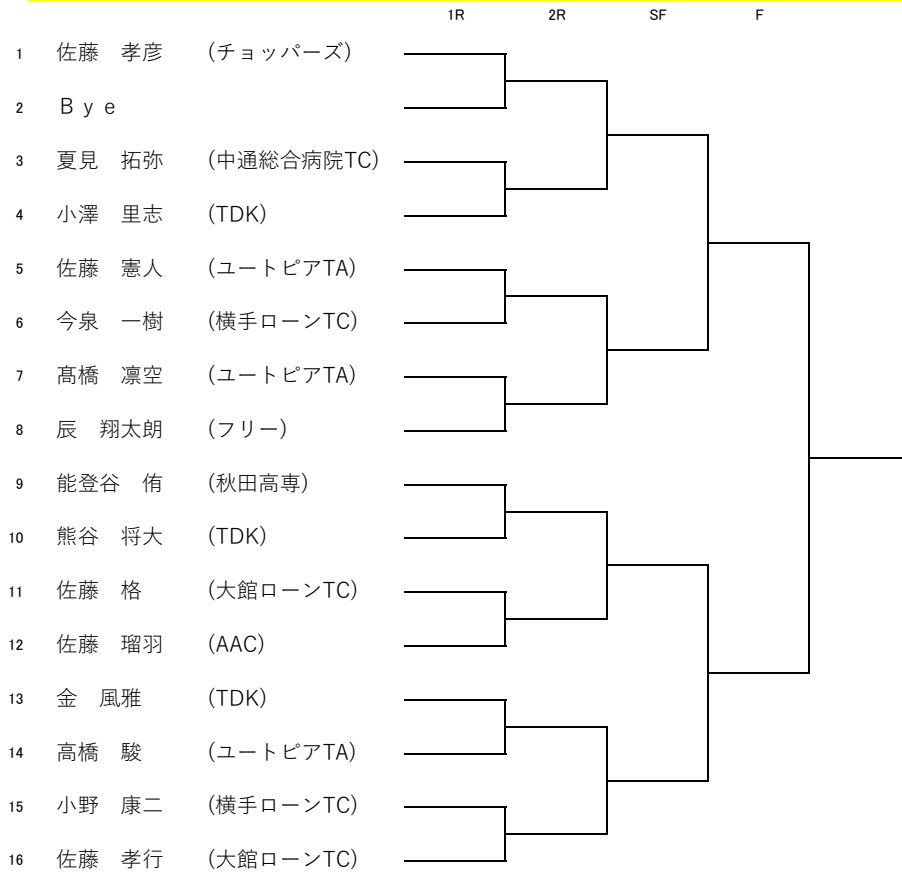 1R 2R SF F
1 佐藤　孝彦 (チョッパーズ)
2 Ｂｙｅ
3 夏見　拓弥 (中通総合病院TC)
4 小澤　里志 (TDK)
5 佐藤　憲人 (ユートピアTA)
6 今泉　一樹 (横手ローンTC)
7 髙橋　凛空 (ユートピアTA)
8 辰　翔太朗 (フリー)
9 能登谷　侑 (秋田高専)
10 熊谷　将大 (TDK)
11 佐藤　格 (大館ローンTC)
12 佐藤　瑠羽 (AAC)
13 金　風雅 (TDK)
14 高橋　駿 (ユートピアTA)
15 小野　康二 (横手ローンTC)
16 佐藤　孝行 (大館ローンTC)